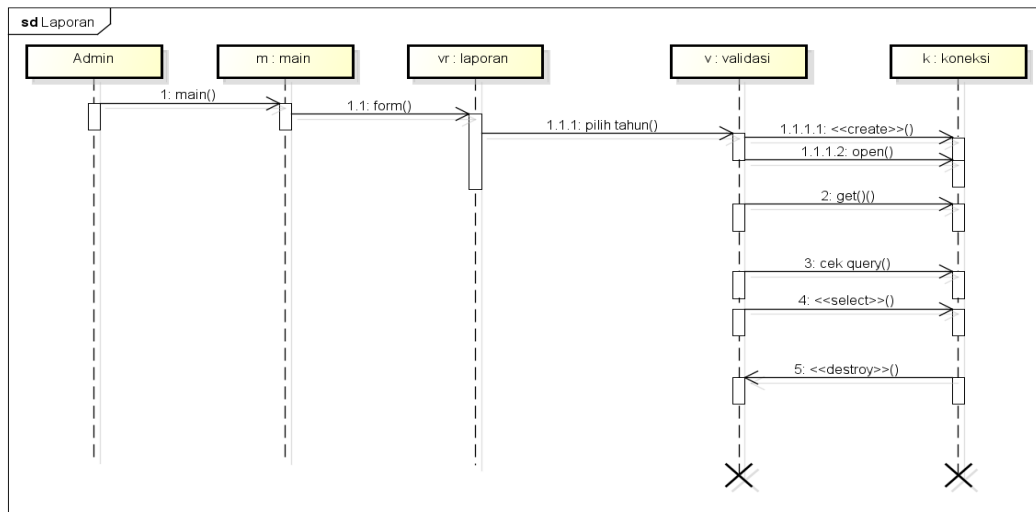 sd Laporan
Admin
m : main
vr : laporan
v : validasi
k : koneksi
1: main()
1.1: form()
1.1.1: pilih tahun()
1.1.1.1: <<create>>()
1.1.1.2: open()
2: get()()
3: cek query()
4: <<select>>()
5: <<destroy>>()